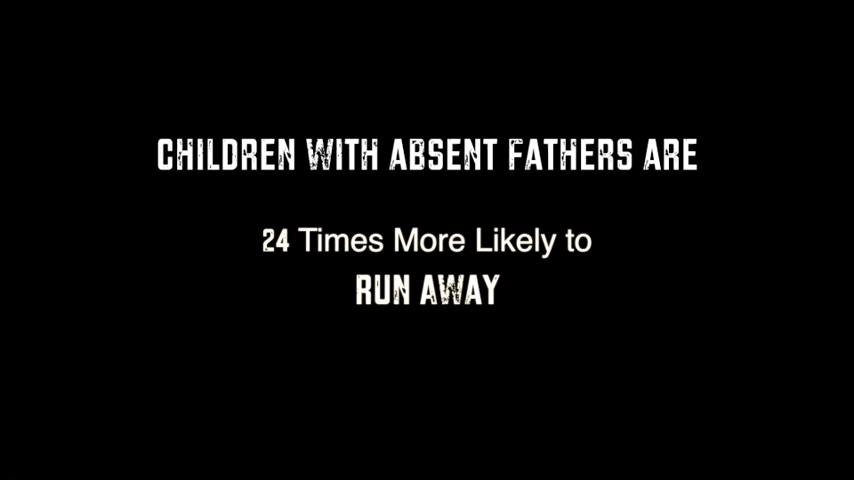 CHILDREN WITH ABSENT FATHERS ARE
24 Times More Likely to
RUN AWAY